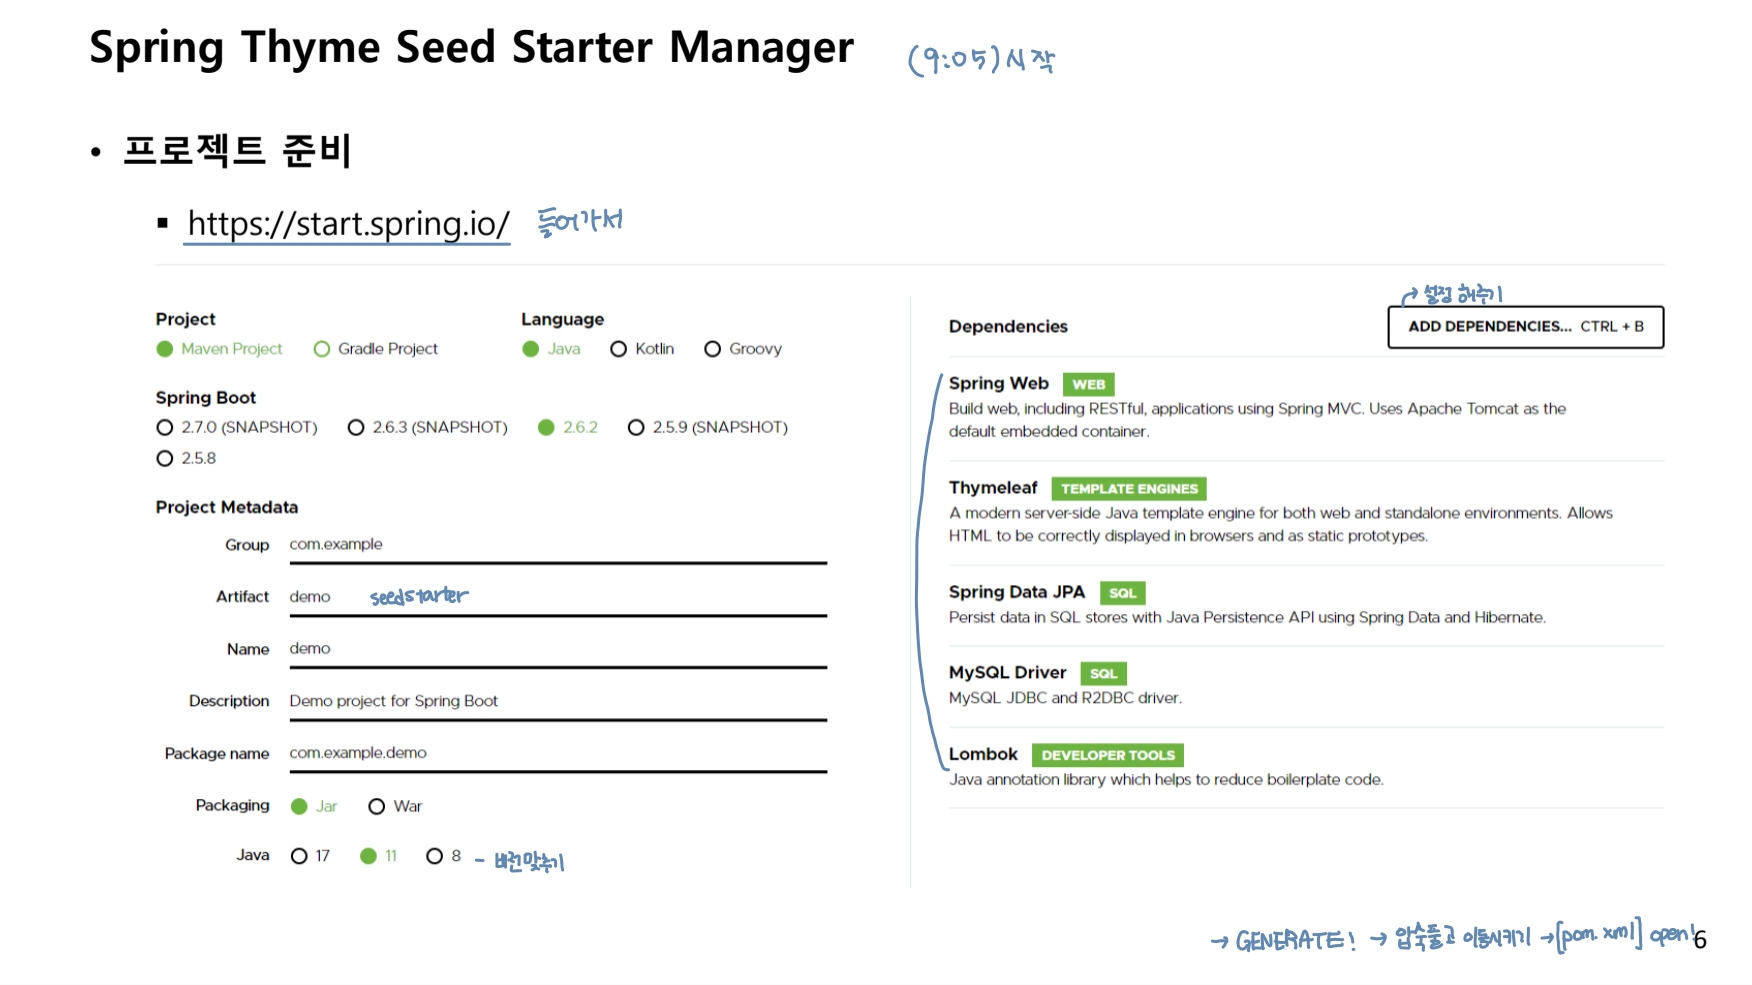 Spring Thyme Seed Starter Manager (9:05)시작
• 프로젝트 준비
▪ https://start.spring.io/ 들어가서
Project
Maven Project Gradle Project
Language
Java Kotlin Groovy
Spring Boot
2.7.0 (SNAPSHOT) 2.6.3 (SNAPSHOT) 2.6.2 2.5.9 (SNAPSHOT)
2.5.8
Project Metadata
Group com.example
Artifact demo seedstarter
Name demo
Description Demo project for Spring Boot
Package name com.example.demo
Packaging Jar War
Java 17 11 8 - 버전맞추기
→ 설정 해주기
Dependencies ADD DEPENDENCIES... CTRL + B
Spring Web WEB
Build web, including RESTful, applications using Spring MVC. Uses Apache Tomcat as the
default embedded container.
Thymeleaf TEMPLATE ENGINES
A modern server-side Java template engine for both web and standalone environments. Allows
HTML to be correctly displayed in browsers and as static prototypes.
Spring Data JPA SQL
Persist data in SQL stores with Java Persistence API using Spring Data and Hibernate.
MySQL Driver SQL
MySQL JDBC and R2DBC driver.
Lombok DEVELOPER TOOLS
Java annotation library which helps to reduce boilerplate code.
→ GENERATE! → 압축풀고 이동시키기 →[pom.xml] open!
6